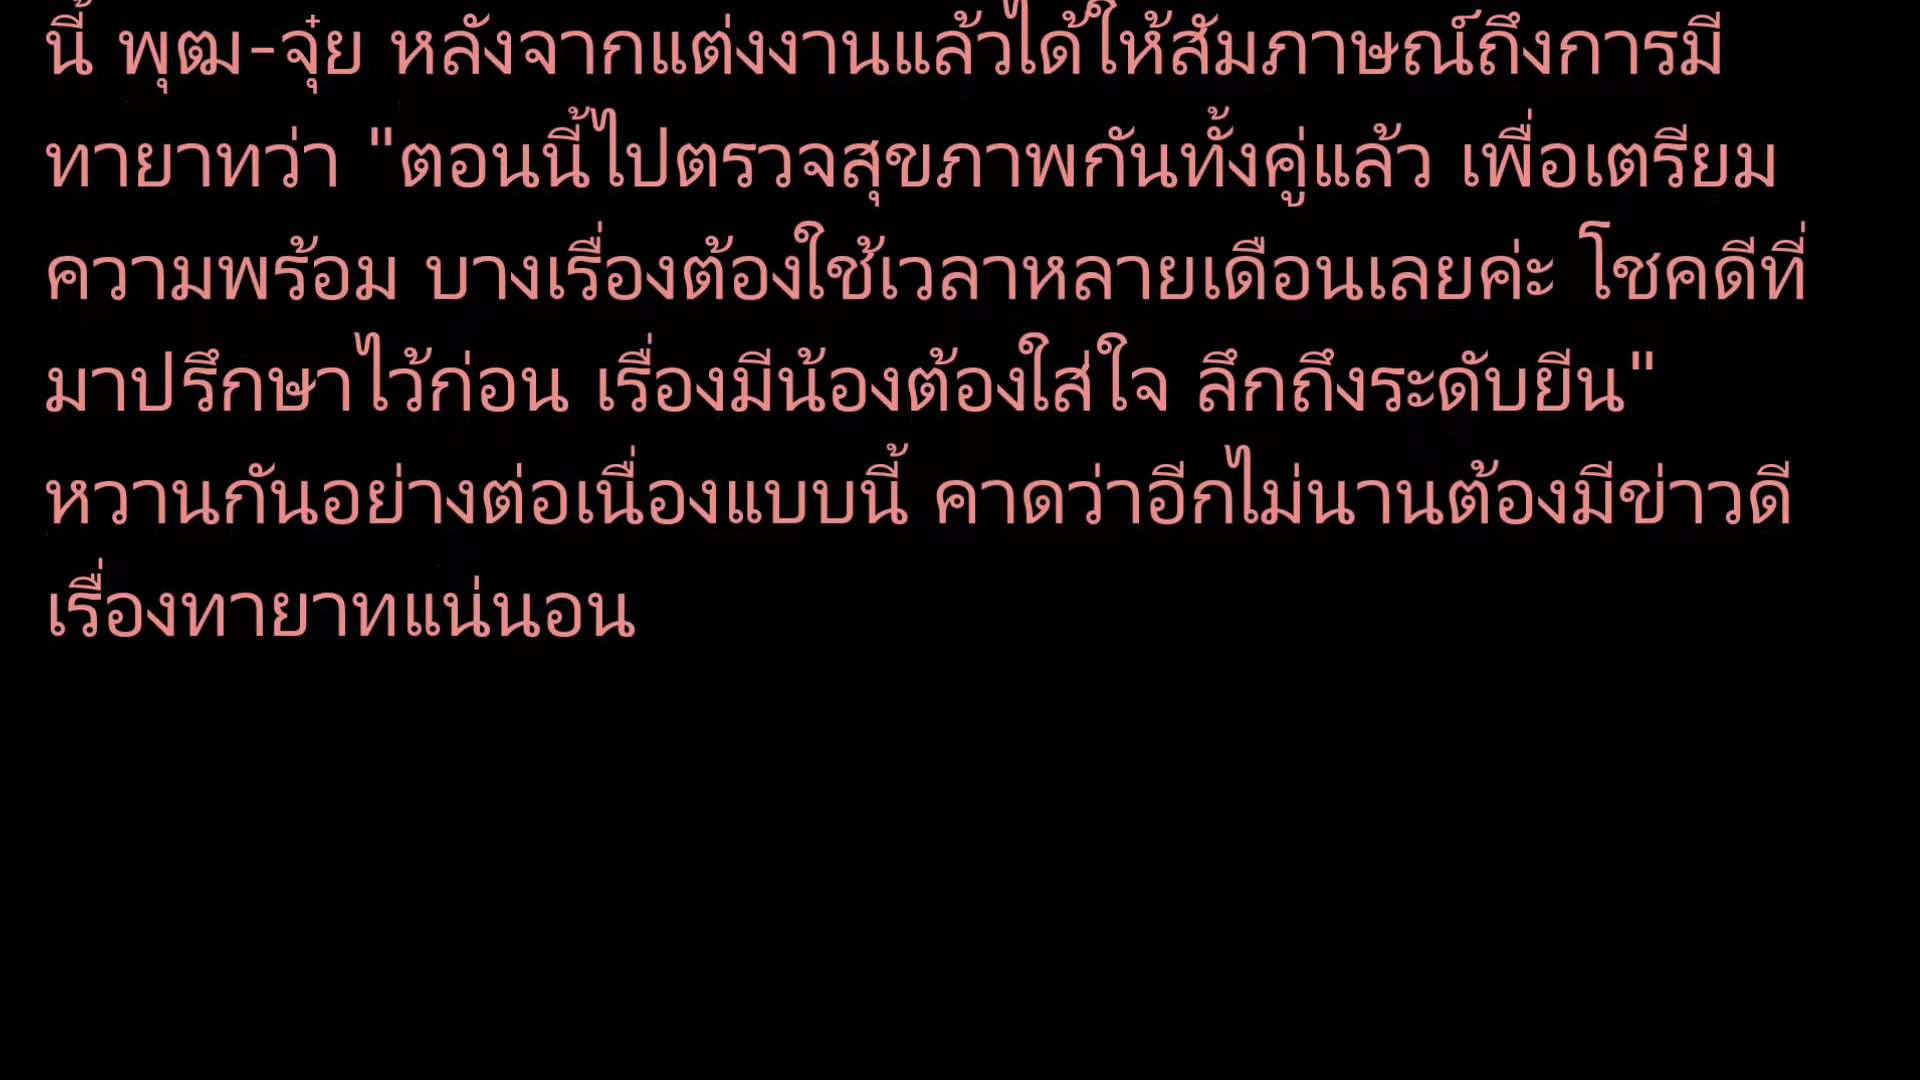 นี้ พุฒ-จุ๋ย หลังจากแต่งงานแล้วได้ให้สัมภาษณ์ถึงการมี
ทายาทว่า "ตอนนี้ไปตรวจสุขภาพกันทั้งคู่แล้ว เพื่อเตรียม
ความพร้อม บางเรื่องต้องใช้เวลาหลายเดือนเลยค่ะ โชคดีที่
มาปรึกษาไว้ก่อน เรื่องมีน้องต้องใส่ใจ ลึกถึงระดับยีน"
หวานกันอย่างต่อเนื่องแบบนี้ คาดว่าอีกไม่นานต้องมีข่าวดี
เรื่องทายาทแน่นอน